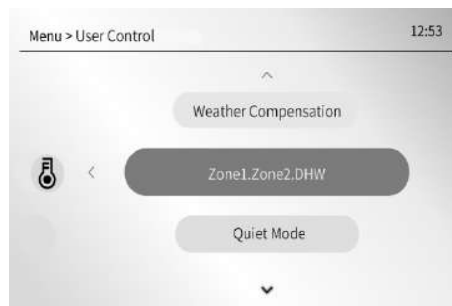 Menu > User Control
12:53
Weather Compensation
Zone1.Zone2.DHW
Quiet Mode